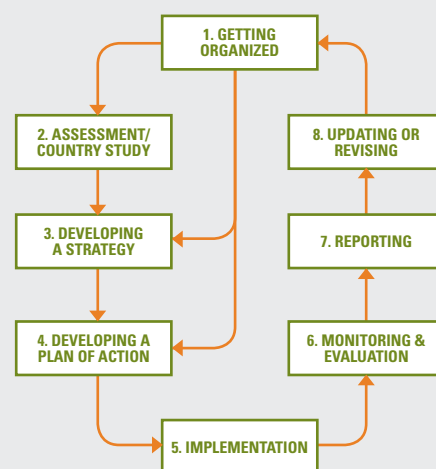 1. GETTING
ORGANIZED
2. ASSESSMENT/
COUNTRY STUDY
3. DEVELOPING
A STRATEGY
4. DEVELOPING A
PLAN OF ACTION
5. IMPLEMENTATION
6. MONITORING &
EVALUATION
7. REPORTING
8. UPDATING OR
REVISING